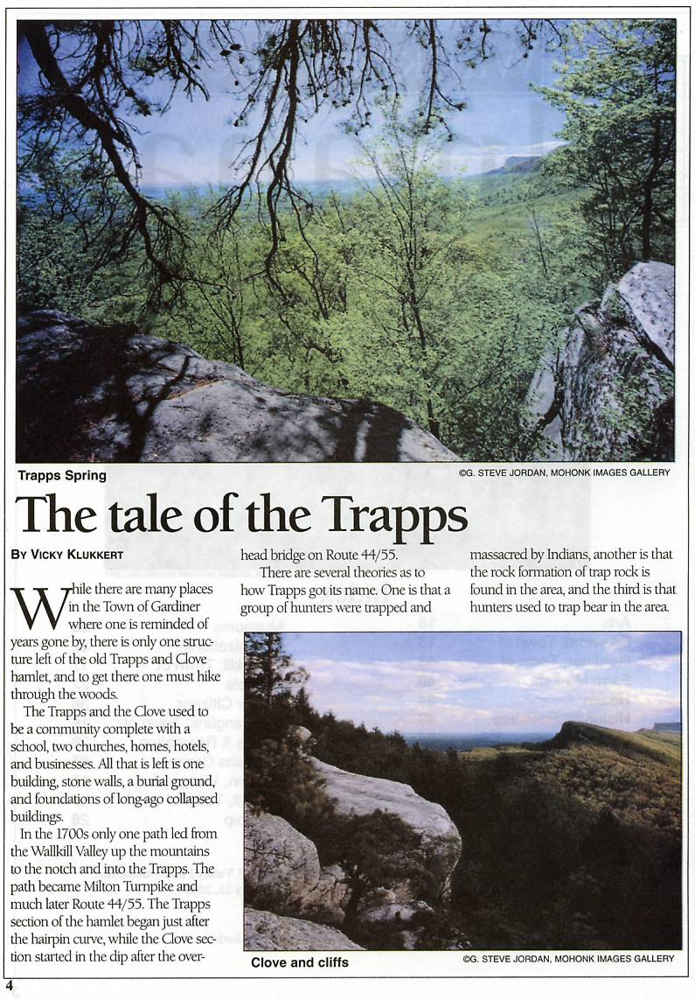 Trapps Spring
©G. STEVE JORDAN, MOHONK IMAGES GALLERY
The tale of the Trapps
BY VICKY KLUKKERT
While there are many places
in the Town of Gardiner
where one is reminded of
years gone by, there is only one struc-
ture left of the old Trapps and Clove
hamlet, and to get there one must hike
through the woods.
The Trapps and the Clove used to
be a community complete with a
school, two churches, homes, hotels,
and businesses. All that is left is one
building, stone walls, a burial ground,
and foundations of long-ago collapsed
buildings.
In the 1700s only one path led from
the Wallkill Valley up the mountains
to the notch and into the Trapps. The
path became Milton Turnpike and
much later Route 44/55. The Trapps
section of the hamlet began just after
the hairpin curve, while the Clove sec-
tion started in the dip after the over-
head bridge on Route 44/55.
There are several theories as to
how Trapps got its name. One is that a
group of hunters were trapped and
massacred by Indians, another is that
the rock formation of trap rock is
found in the area, and the third is that
hunters used to trap bear in the area.
Clove and cliffs
©G. STEVE JORDAN, MOHONK IMAGES GALLERY
4